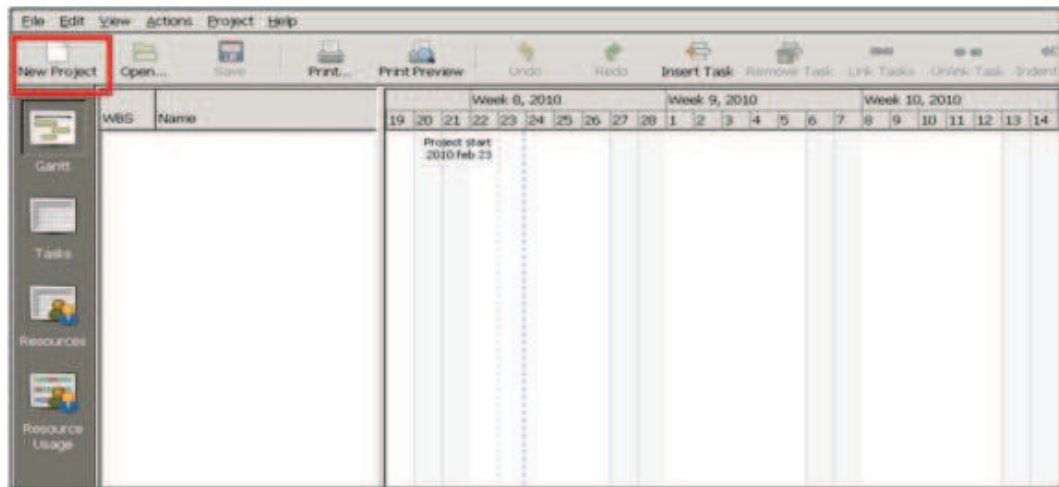 File Edit View Actions Project Help
New Project Open... Save Print... Print Preview Undo Redo Insert Task Remove Task Link Tasks Unlink Task Indent
WBS Name
Week 8, 2010 Week 9, 2010 Week 10, 2010
19 20 21 22 23 24 25 26 27 28 1 2 3 4 5 6 7 8 9 10 11 12 13 14
Project start
2010 feb 23
Gantt
Tasks
Resources
Resource
Usage